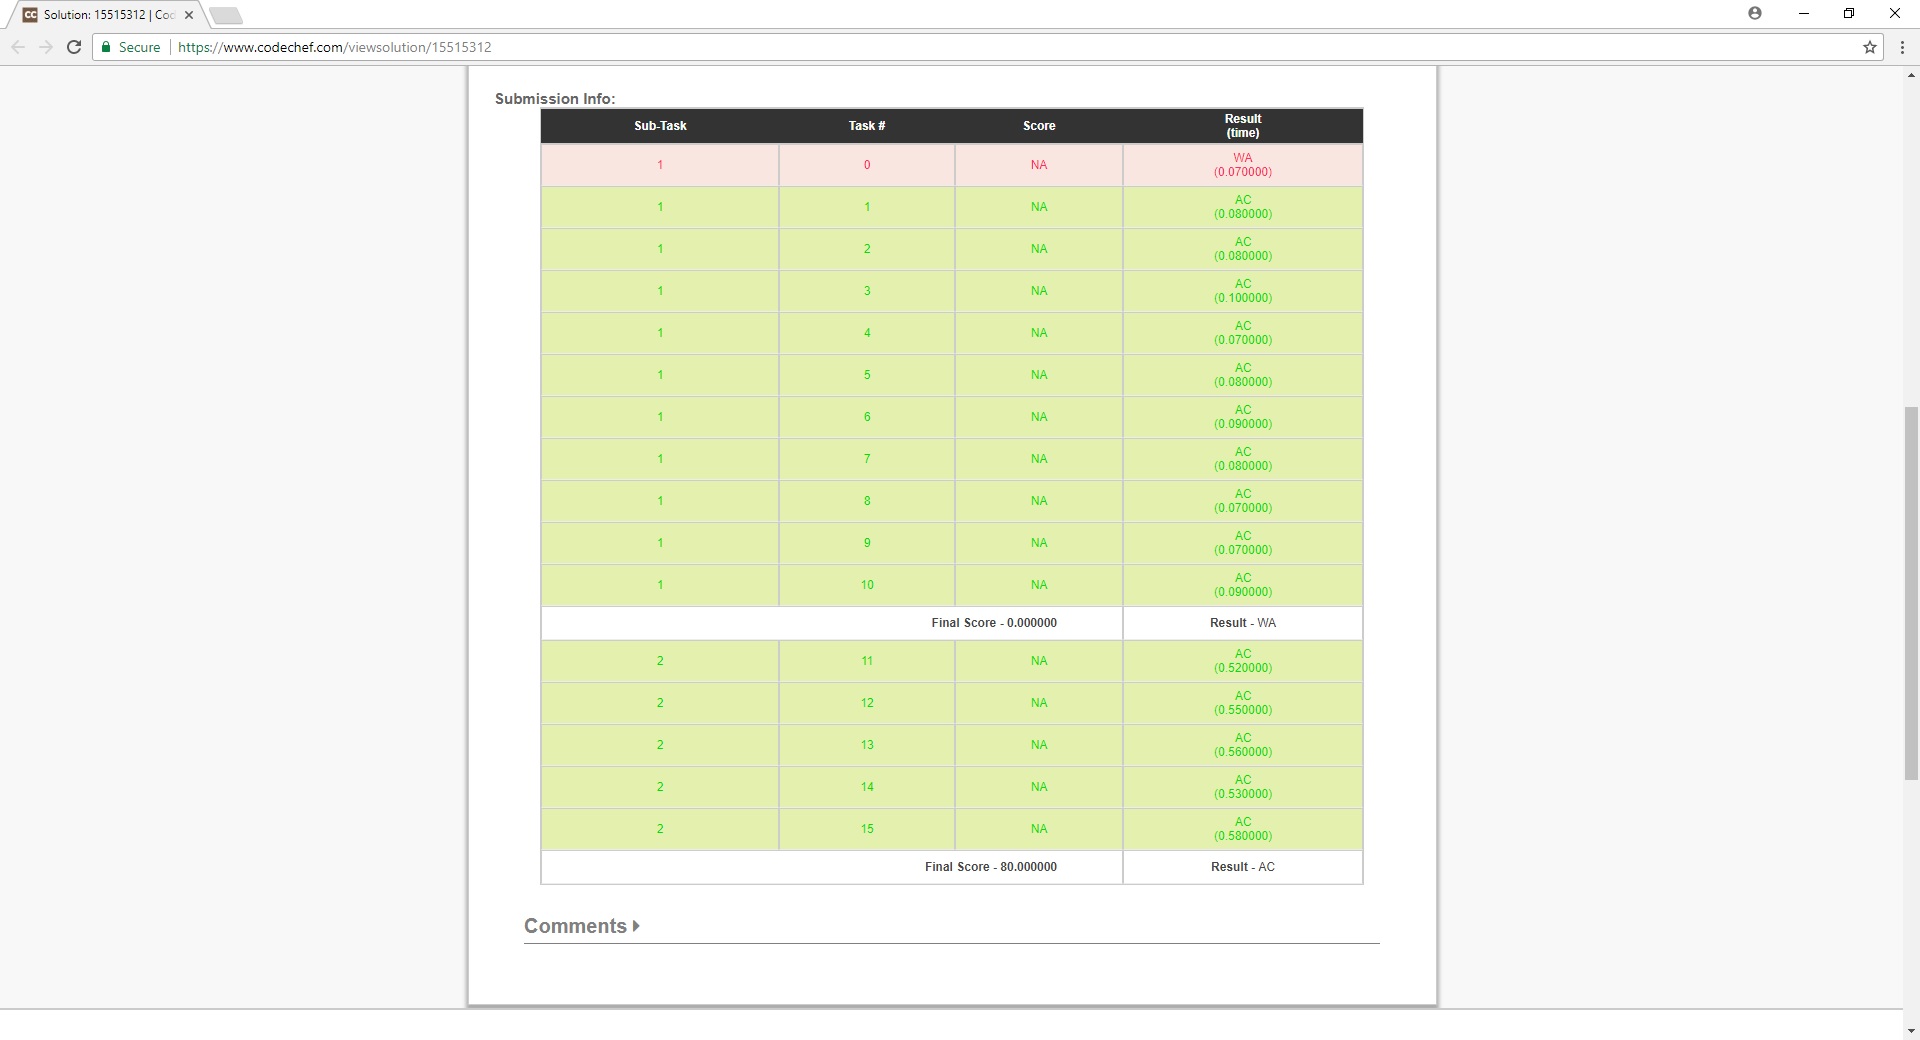 Solution: 15515312 | Coc
Secure https://www.codechef.com/viewsolution/15515312
Submission Info:
Sub-Task Task # Score Result
(time)
1 0 NA WA
(0.070000)
1 1 NA AC
(0.080000)
1 2 NA AC
(0.080000)
1 3 NA AC
(0.100000)
1 4 NA AC
(0.070000)
1 5 NA AC
(0.080000)
1 6 NA AC
(0.090000)
1 7 NA AC
(0.080000)
1 8 NA AC
(0.070000)
1 9 NA AC
(0.070000)
1 10 NA AC
(0.090000)
Final Score - 0.000000 Result - WA
2 11 NA AC
(0.520000)
2 12 NA AC
(0.550000)
2 13 NA AC
(0.560000)
2 14 NA AC
(0.530000)
2 15 NA AC
(0.580000)
Final Score - 80.000000 Result - AC
Comments